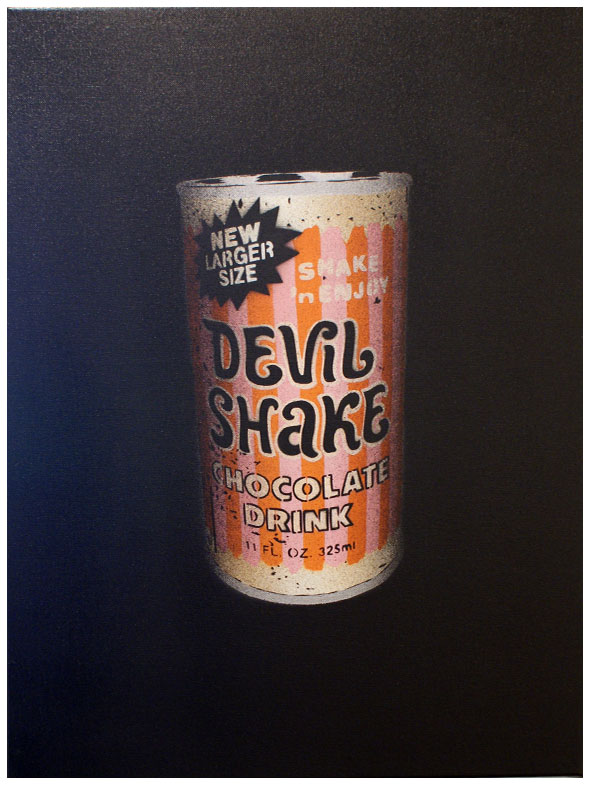 NEW
LARGER
SIZE
SHAKE
'n ENJOY
DEViL
SHaKE
CHOCOLATE
DRINK
11 FL. OZ. 325ml